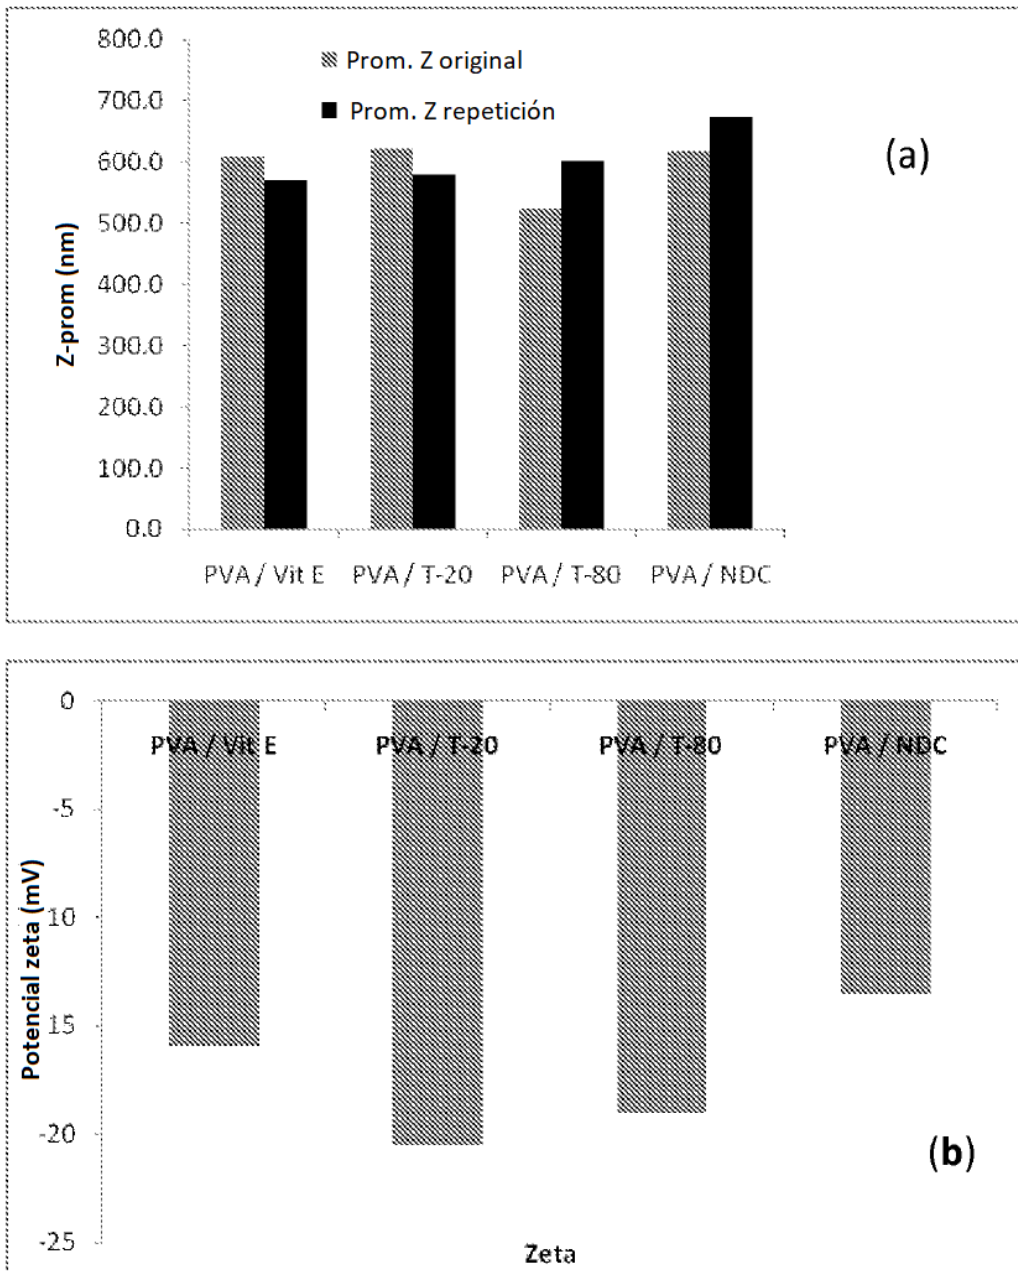 800.0
Prom. Z original
700.0
Prom. Z repetición
(a)
600.0
500.0
Z-prom (nm)
400.0
300.0
200.0
100.0
0.0
PVA / Vit E PVA / T-20 PVA / T-80 PVA / NDC
0
PVA / Vit E PVA / T-20 PVA / T-80 PVA / NDC
-5
Potencial zeta (mV)
10
15
-20
(b)
-25
Zeta